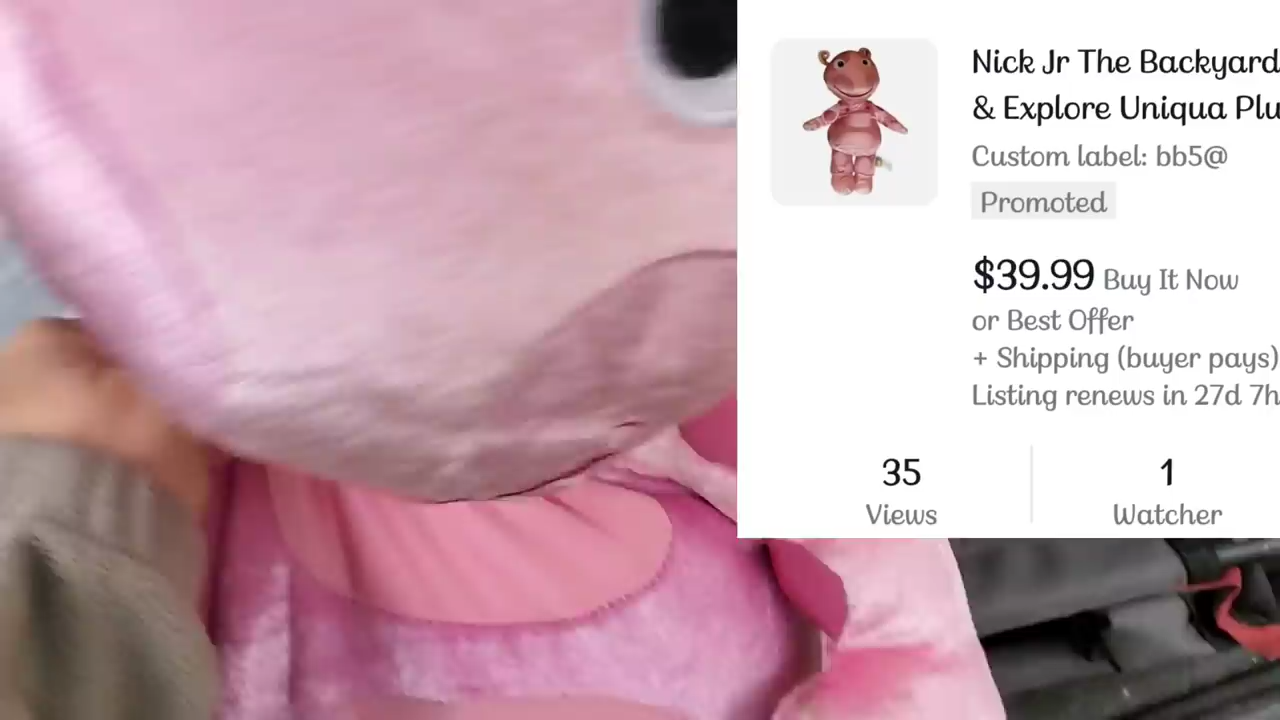 Nick Jr The Backyard
& Explore Uniqua Plu
Custom label: bb5@
Promoted
$39.99 Buy It Now
or Best Offer
+ Shipping (buyer pays)
Listing renews in 27d 7h
35
Views
1
Watcher